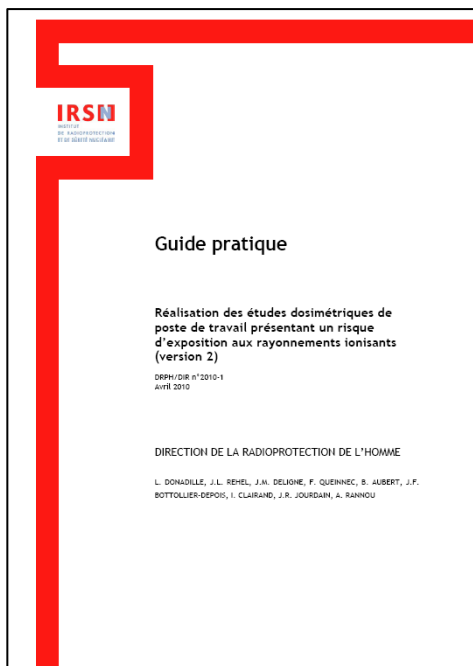 IRSN
INSTITUT
DE RADIOPROTECTION
ET DE SÛRETÉ NUCLÉAIRE
Guide pratique
Réalisation des études dosimétriques de
poste de travail présentant un risque
d'exposition aux rayonnements ionisants
(version 2)
DRPH/DIR n°2010-1
Avril 2010
DIRECTION DE LA RADIOPROTECTION DE L'HOMME
L. DONADILLE, J.L. REHEL, J.M. DELIGNE, F. QUEINNEC, B. AUBERT, J.F.
BOTTOLLIER-DEPOIS, I. CLAIRAND, J.R. JOURDAIN, A. RANNOU